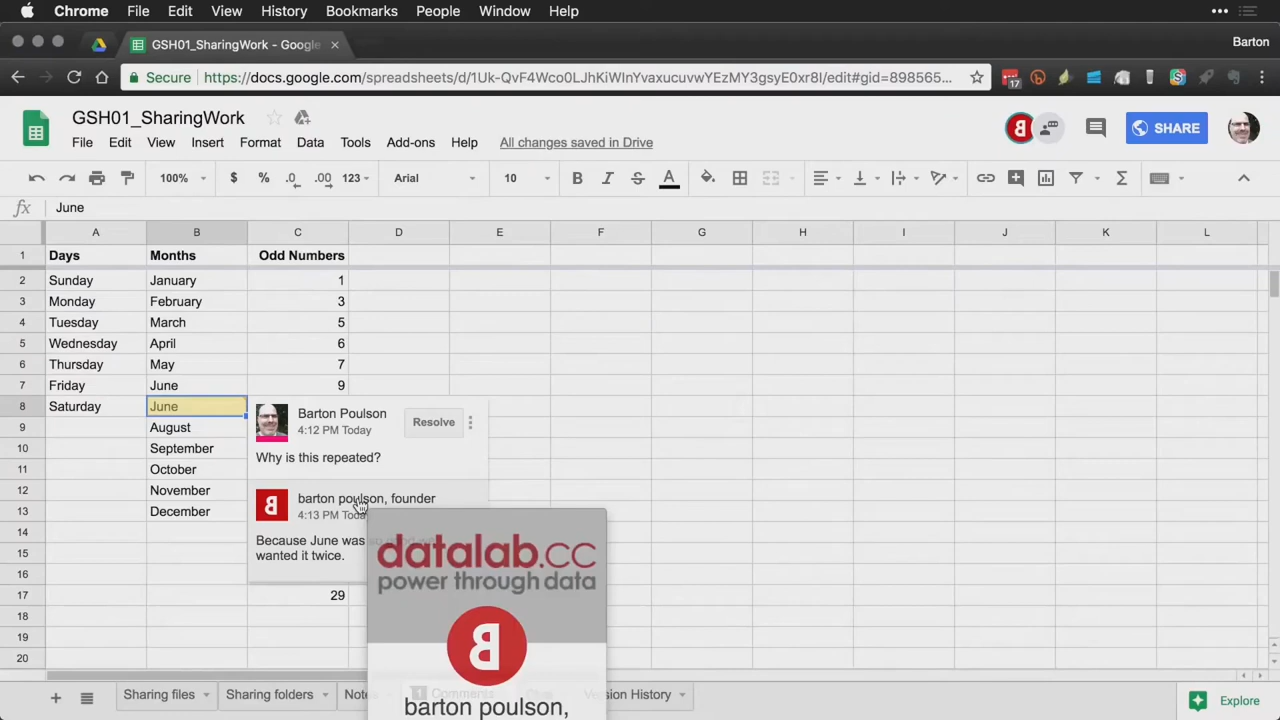 Chrome File Edit View History Bookmarks People Window Help
GSH01_SharingWork - Google
Barton
Secure https://docs.google.com/spreadsheets/d/1Uk-QvF4Wco0LJhKiWInYvaxucuvwYEzMY3gsyE0xr8I/edit#gid=898565...
17
GSH01_SharingWork
File Edit View Insert Format Data Tools Add-ons Help All changes saved in Drive
SHARE
100% $ % .0 .00 123 Arial 10 B I S A
fx June
A B C D E F G H I J K L
1 Days Months Odd Numbers
2 Sunday January 1
3 Monday February 3
4 Tuesday March 5
5 Wednesday April 6
6 Thursday May 7
7 Friday June 9
8 Saturday June
9 August
10 September
11 October
12 November
13 December
14
15
16
17 29
18
19
20
Barton Poulson
4:12 PM Today
Resolve
Why is this repeated?
barton poulson, founder
4:13 PM Today
Because June was
wanted it twice.
datalab.cc
power through data
B
barton poulson,
Sharing files Sharing folders Notes 1 Comments Chat Version History
Explore